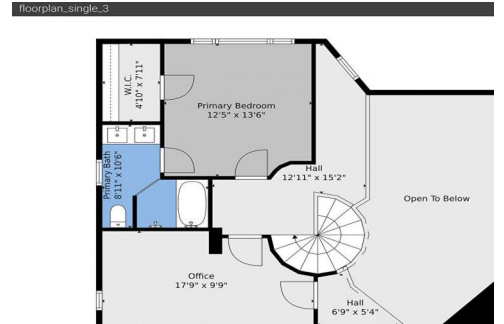 floorplan_single_3
W.I.C.
4'10" x 7'11"
Primary Bedroom
12'5" x 13'6"
Primary Bath
8'11" x 10'6"
Hall
12'11" x 15'2"
Open To Below
Office
17'9" x 9'9"
Hall
6'9" x 5'4"